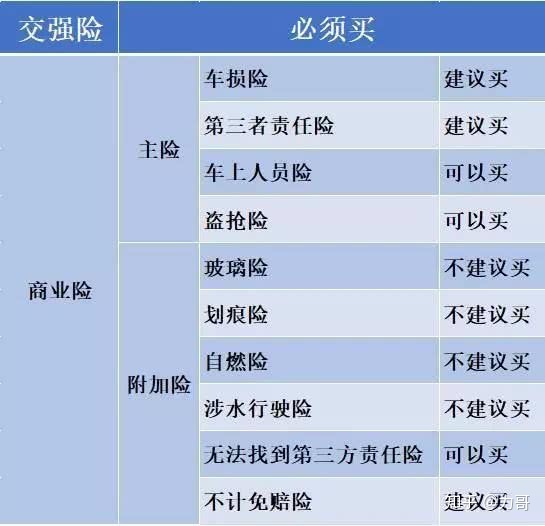 交强险 必须买
商业险
主险
车损险 建议买
第三者责任险 建议买
车上人员险 可以买
盗抢险 可以买
附加险
玻璃险 不建议买
划痕险 不建议买
自燃险 不建议买
涉水行驶险 不建议买
无法找到第三方责任险 可以买
不计免赔险 建议买